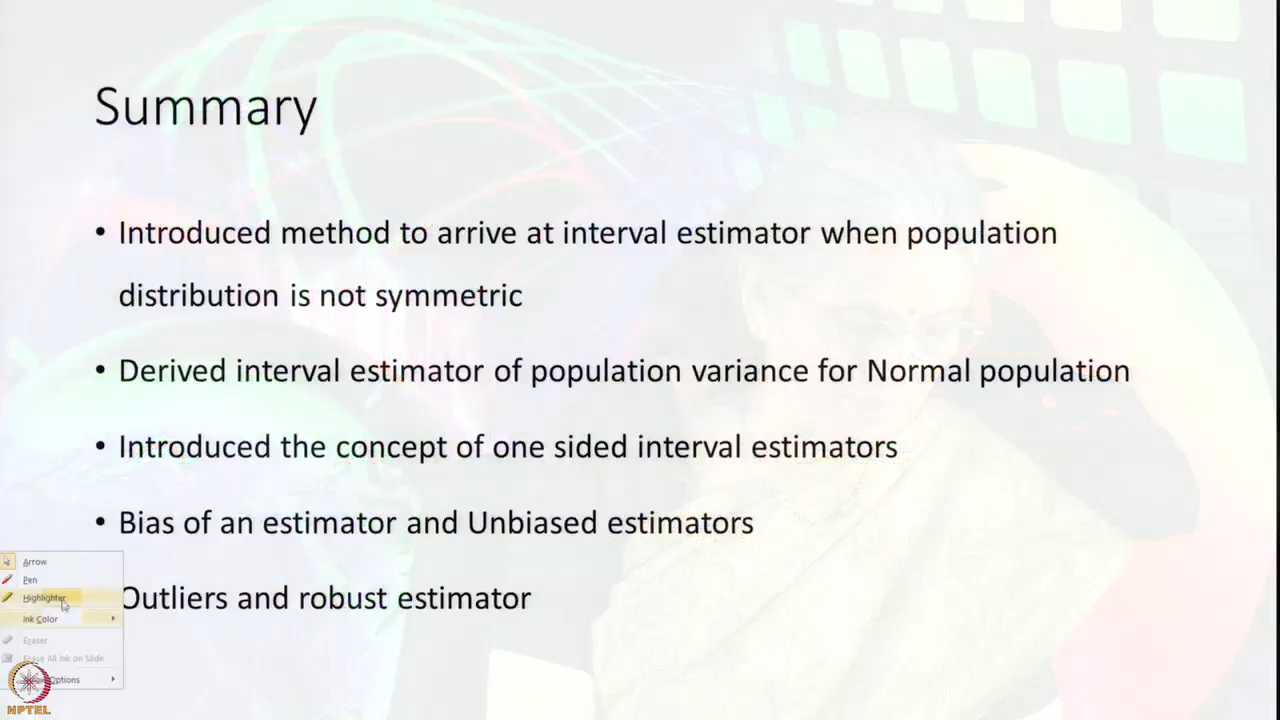 Summary
• Introduced method to arrive at interval estimator when population
distribution is not symmetric
• Derived interval estimator of population variance for Normal population
• Introduced the concept of one sided interval estimators
• Bias of an estimator and Unbiased estimators
Outliers and robust estimator
Arrow
Pen
Highlighter
Ink Color
Eraser
Erase All Ink on Slide
Options
NPTEL